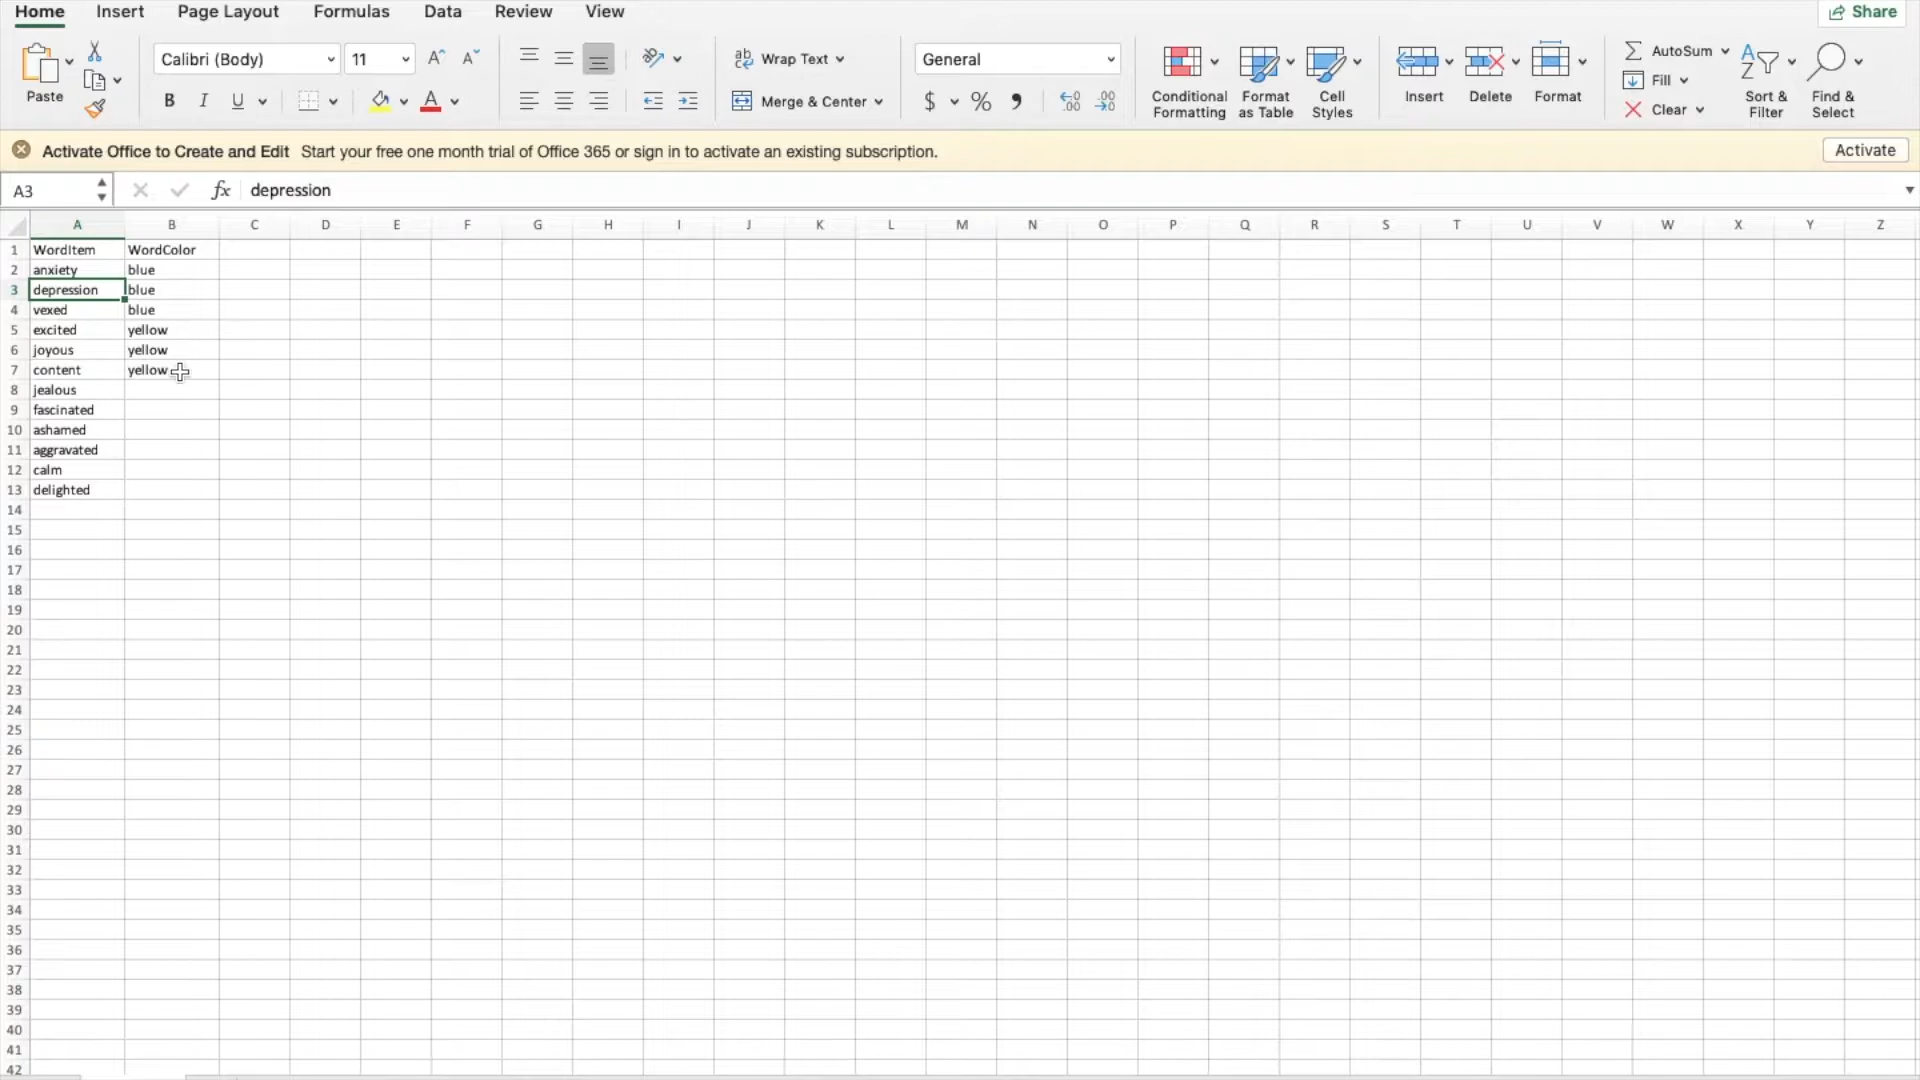 Home Insert Page Layout Formulas Data Review View Share
Calibri (Body) 11 Wrap Text General AutoSum
Fill
Paste B I U Merge & Center $ % Conditional Formatting Format as Table Cell Styles Insert Delete Format Clear Sort & Filter Find & Select
Activate Office to Create and Edit Start your free one month trial of Office 365 or sign in to activate an existing subscription. Activate
A3 fx depression
A B C D E F G H I J K L M N O P Q R S T U V W X Y Z
1 WordItem WordColor
2 anxiety blue
3 depression blue
4 vexed blue
5 excited yellow
6 joyous yellow
7 content yellow
8 jealous
9 fascinated
10 ashamed
11 aggravated
12 calm
13 delighted
14
15
16
17
18
19
20
21
22
23
24
25
26
27
28
29
30
31
32
33
34
35
36
37
38
39
40
41
42